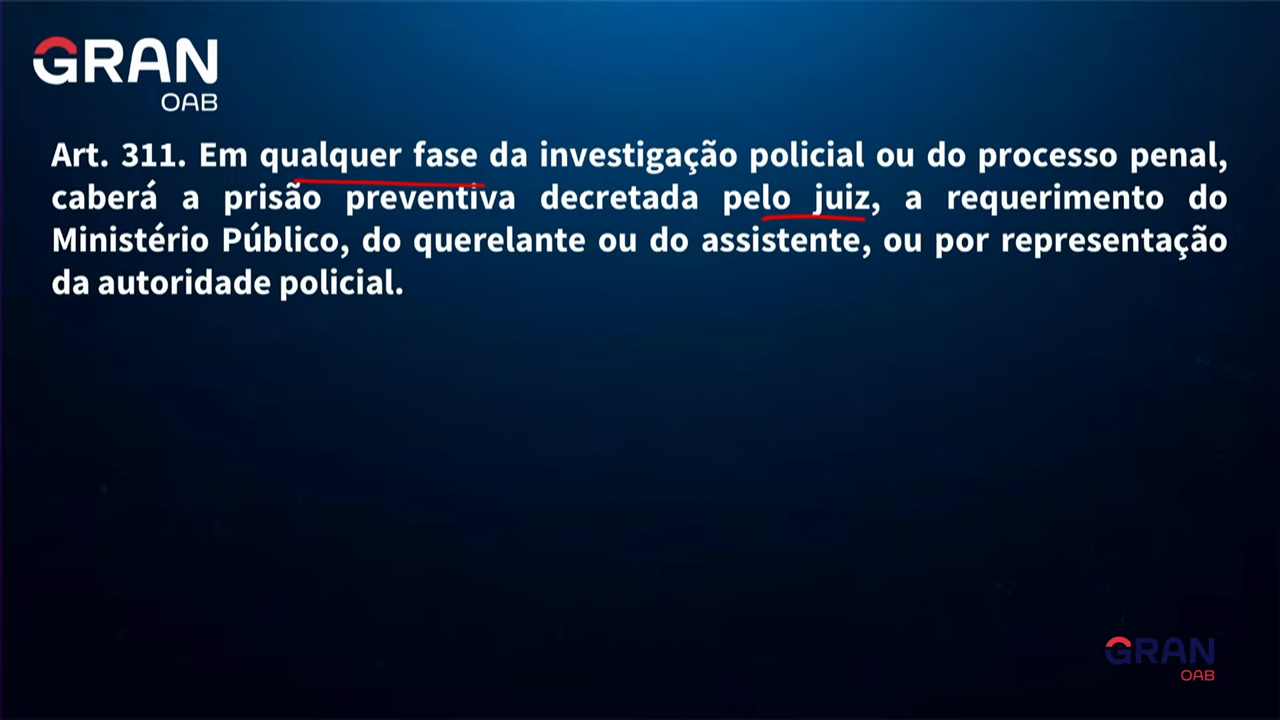 GRAN
OAB
Art. 311. Em qualquer fase da investigação policial ou do processo penal,
caberá a prisão preventiva decretada pelo juiz, a requerimento do
Ministério Público, do querelante ou do assistente, ou por representação
da autoridade policial.
GRAN
OAB